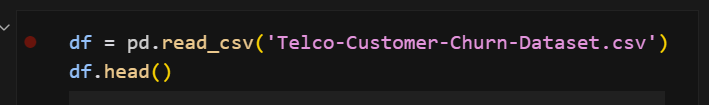 df = pd.read_csv('Telco-Customer-Churn-Dataset.csv')
df.head()